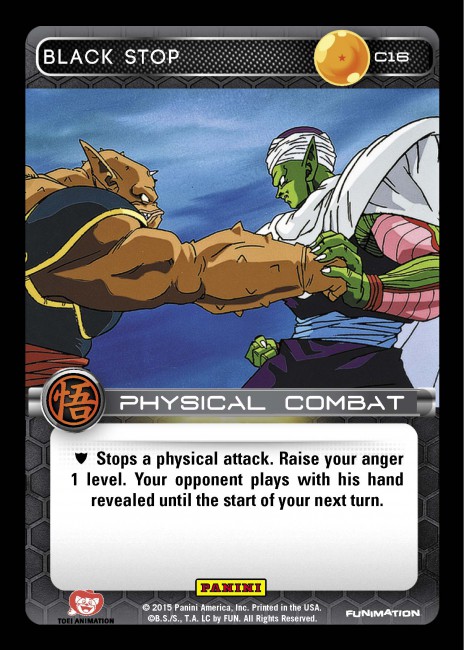 BLACK STOP
C16
悟
PHYSICAL COMBAT
Stops a physical attack. Raise your anger
1 level. Your opponent plays with his hand
revealed until the start of your next turn.
PANINI
TOEI ANIMATION
© 2015 Panini America, Inc. Printed in the USA.
©B.S./S., T.A. LC by FUN. All Rights Reserved.
FUNIMATION